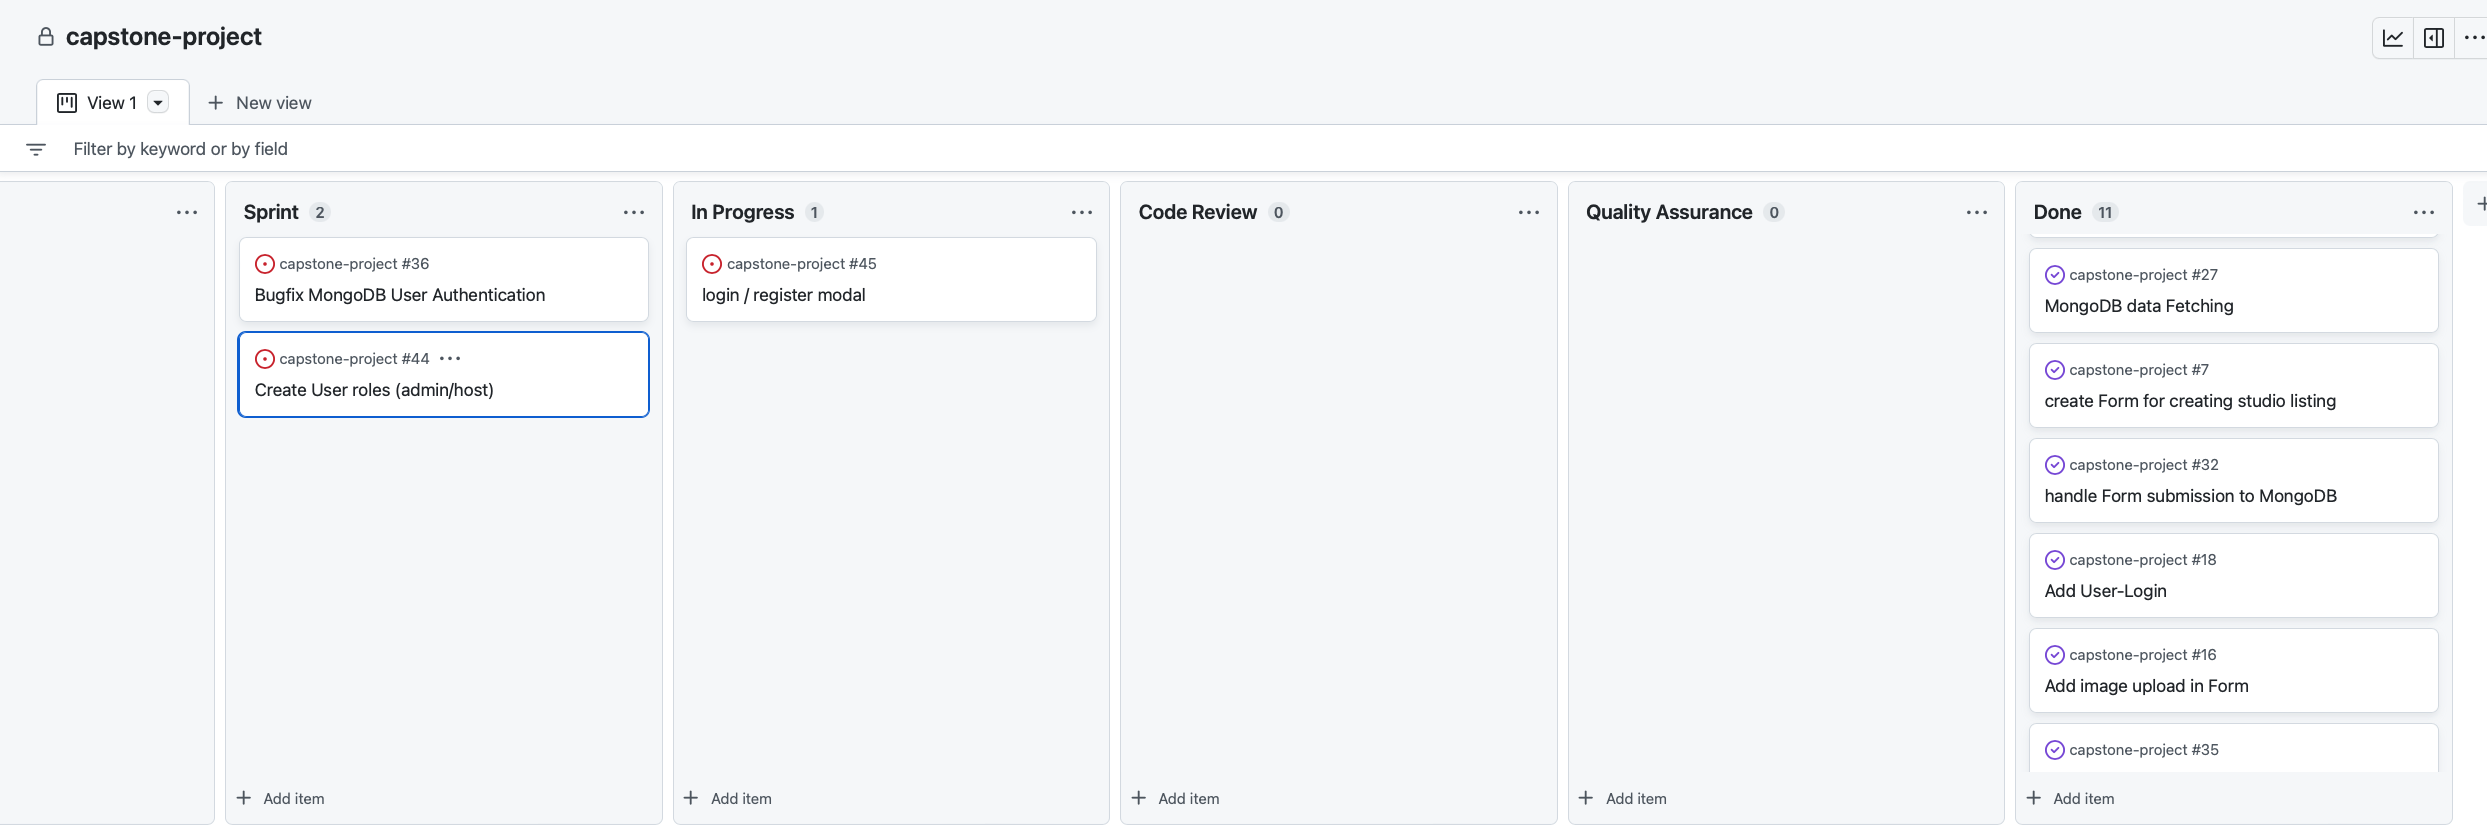 capstone-project
View 1
New view
Filter by keyword or by field
Sprint 2
capstone-project #36
Bugfix MongoDB User Authentication
capstone-project #44
Create User roles (admin/host)
Add item
In Progress 1
capstone-project #45
login / register modal
Add item
Code Review 0
Add item
Quality Assurance 0
Add item
Done 11
capstone-project #27
MongoDB data Fetching
capstone-project #7
create Form for creating studio listing
capstone-project #32
handle Form submission to MongoDB
capstone-project #18
Add User-Login
capstone-project #16
Add image upload in Form
capstone-project #35
Add item